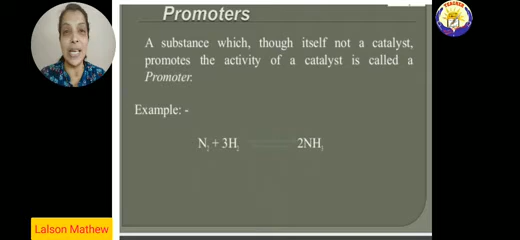 Promoters
TEACHER
A substance which, though itself not a catalyst,
promotes the activity of a catalyst is called a
Promoter.
Example: -
N₂ + 3H₂ 2NH₃
Lalson Mathew